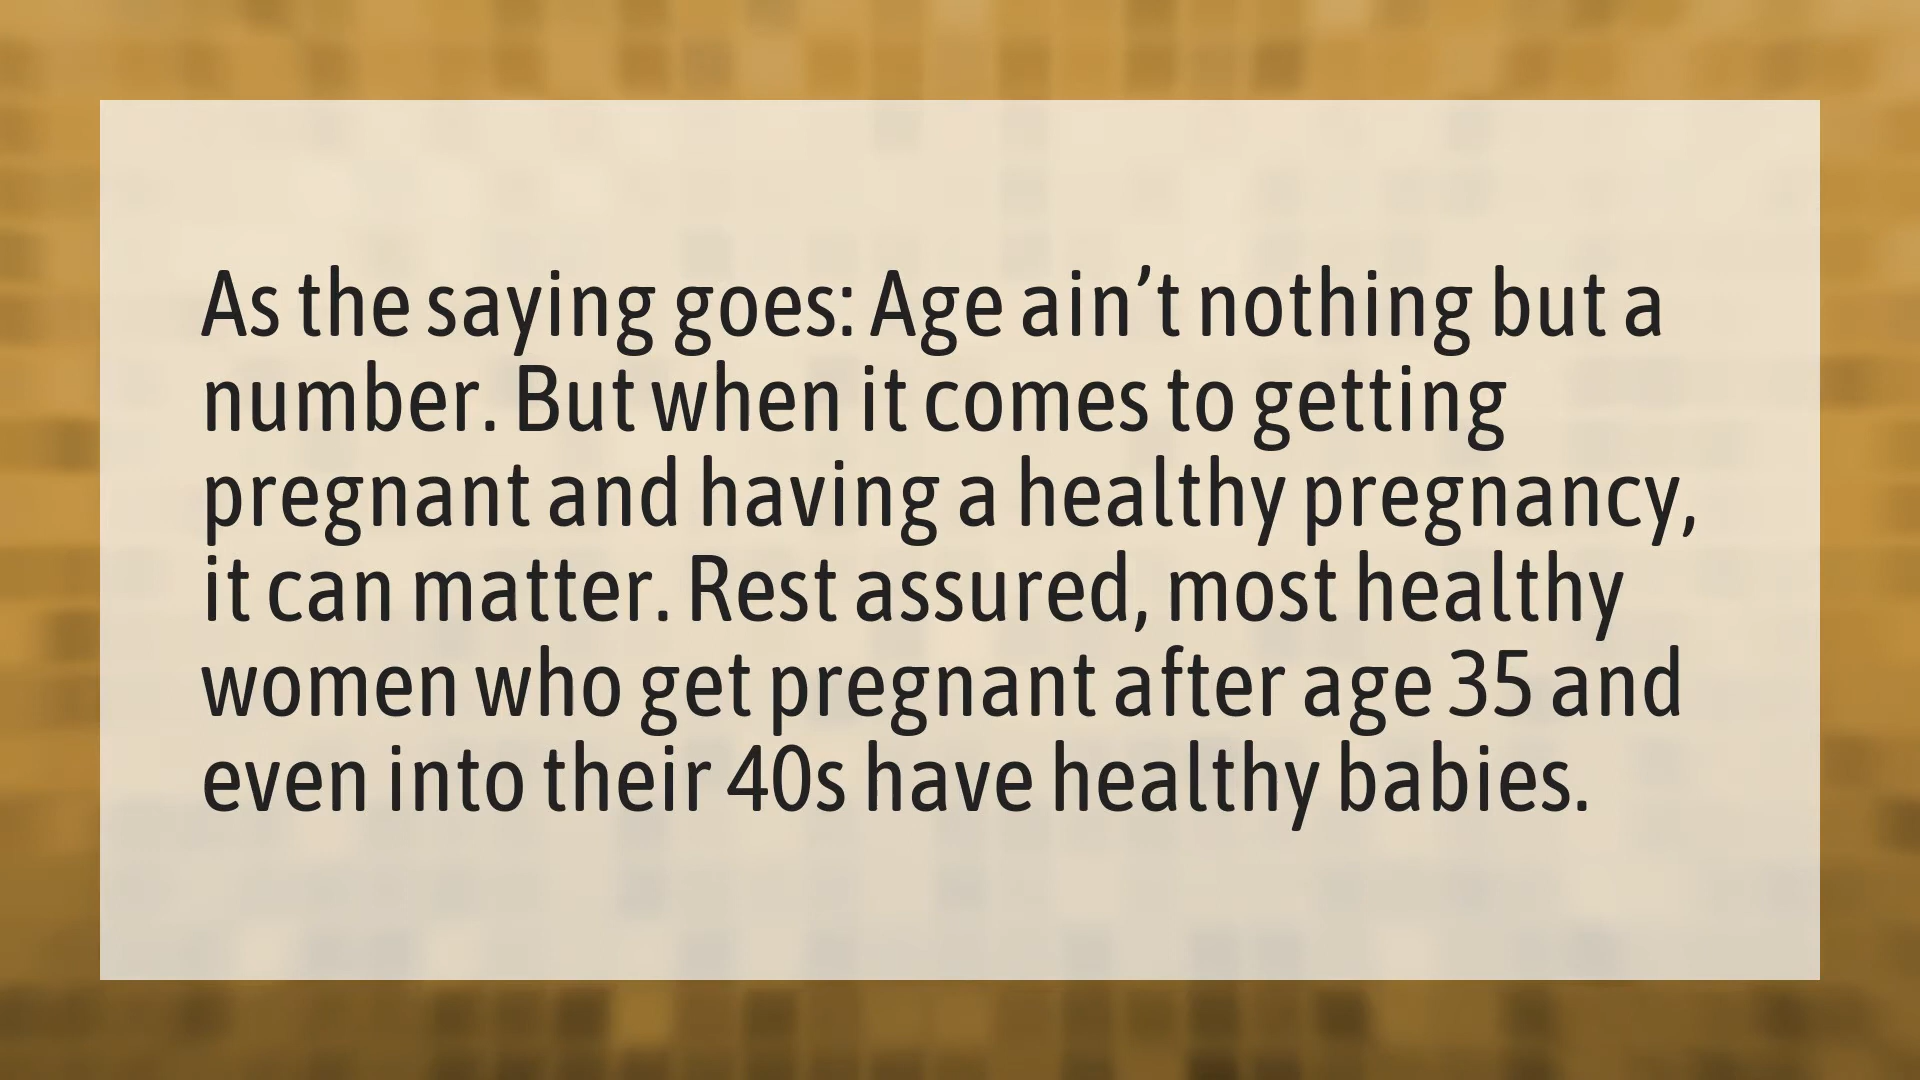 As the saying goes: Age ain’t nothing but a
number. But when it comes to getting
pregnant and having a healthy pregnancy,
it can matter. Rest assured, most healthy
women who get pregnant after age 35 and
even into their 40s have healthy babies.